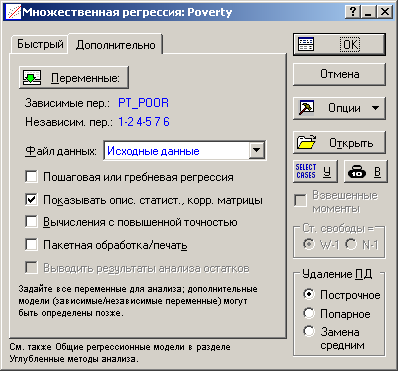 Множественная регрессия: Poverty
Быстрый Дополнительно
Переменные:
Зависимые пер.: PT_POOR
Независим. пер.: 1-2 4-5 7 6
Файл данных: Исходные данные
Пошаговая или гребневая регрессия
Показывать опис. статист., корр. матрицы
Вычисления с повышенной точностью
Пакетная обработка/печать
Выводить результаты анализа остатков
Задайте все переменные для анализа; дополнительные
модели (зависимые/независимые переменные) могут
быть определены позже.
См. также Общие регрессионные модели в разделе
Углубленные методы анализа.
OK
Отмена
Опции
Открыть
SELECT CASES У В
Взвешенные
моменты
Ст. свободы =
W-1 N-1
Удаление ПД
Построчное
Попарное
Замена
средним